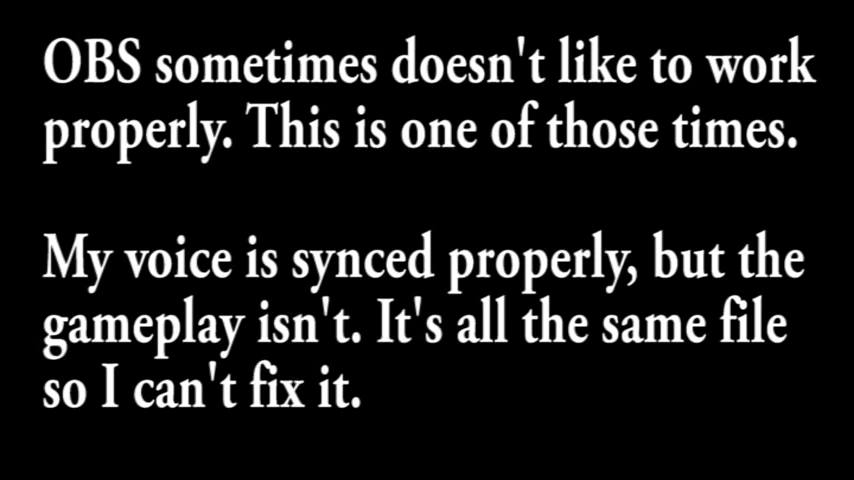 OBS sometimes doesn't like to work
properly. This is one of those times.
My voice is synced properly, but the
gameplay isn't. It's all the same file
so I can't fix it.